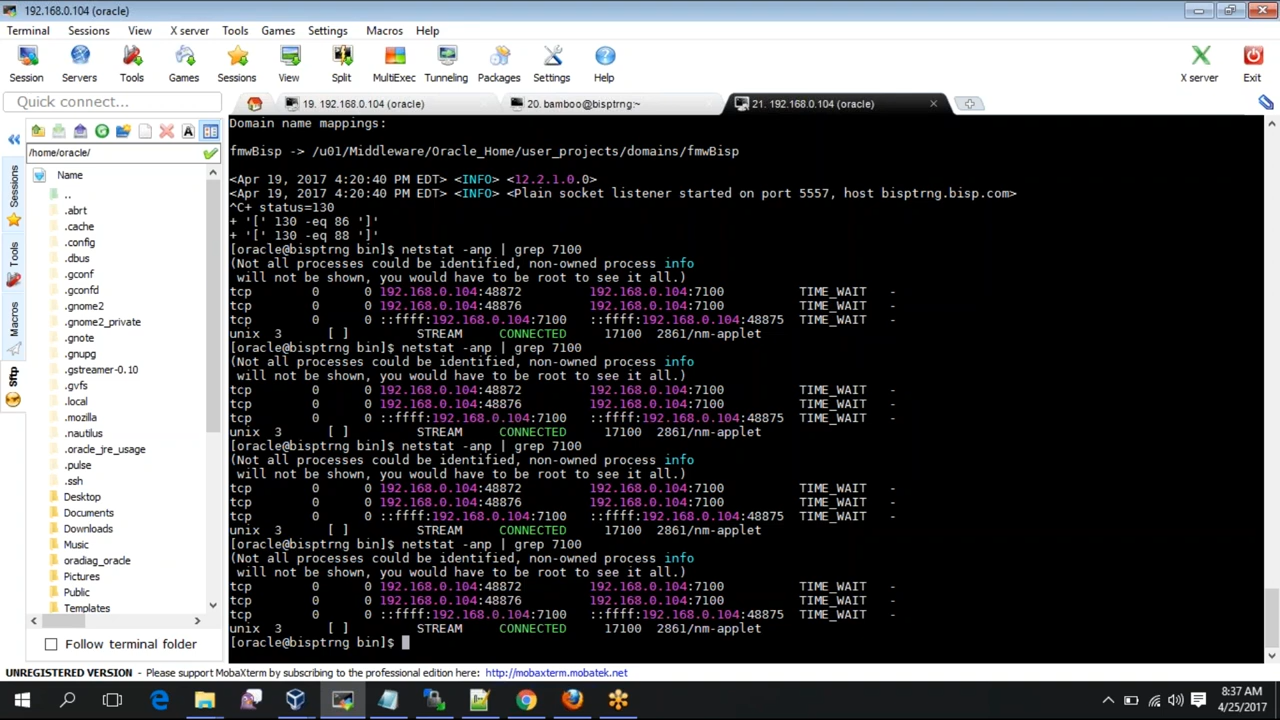 192.168.0.104 (oracle)
Terminal Sessions View X server Tools Games Settings Macros Help
Session Servers Tools Games Sessions View Split MultiExec Tunneling Packages Settings Help X server Exit
Quick connect...
19. 192.168.0.104 (oracle)
20. bamboo@bisptrng:~
21. 192.168.0.104 (oracle)
Sessions
Tools
Macros
Sftp
/home/oracle/
Name
..
.abrt
.cache
.config
.dbus
.gconf
.gconfd
.gnome2
.gnome2_private
.gnote
.gnupg
.gstreamer-0.10
.gvfs
.local
.mozilla
.nautilus
.oracle_jre_usage
.pulse
.ssh
Desktop
Documents
Downloads
Music
oradiag_oracle
Pictures
Public
Templates
Follow terminal folder
Domain name mappings:
fmwBisp -> /u01/Middleware/Oracle_Home/user_projects/domains/fmwBisp
<Apr 19, 2017 4:20:40 PM EDT> <INFO> <12.2.1.0.0>
<Apr 19, 2017 4:20:40 PM EDT> <INFO> <Plain socket listener started on port 5557, host bisptrng.bisp.com>
^C+ status=130
+ '[' 130 -eq 86 ']'
+ '[' 130 -eq 88 ']'
[oracle@bisptrng bin]$ netstat -anp | grep 7100
(Not all processes could be identified, non-owned process info
will not be shown, you would have to be root to see it all.)
tcp 0 0 192.168.0.104:48872 192.168.0.104:7100 TIME_WAIT -
tcp 0 0 192.168.0.104:48876 192.168.0.104:7100 TIME_WAIT -
tcp 0 0 ::ffff:192.168.0.104:7100 ::ffff:192.168.0.104:48875 TIME_WAIT -
unix 3 [ ] STREAM CONNECTED 17100 2861/nm-applet
[oracle@bisptrng bin]$ netstat -anp | grep 7100
(Not all processes could be identified, non-owned process info
will not be shown, you would have to be root to see it all.)
tcp 0 0 192.168.0.104:48872 192.168.0.104:7100 TIME_WAIT -
tcp 0 0 192.168.0.104:48876 192.168.0.104:7100 TIME_WAIT -
tcp 0 0 ::ffff:192.168.0.104:7100 ::ffff:192.168.0.104:48875 TIME_WAIT -
unix 3 [ ] STREAM CONNECTED 17100 2861/nm-applet
[oracle@bisptrng bin]$ netstat -anp | grep 7100
(Not all processes could be identified, non-owned process info
will not be shown, you would have to be root to see it all.)
tcp 0 0 192.168.0.104:48872 192.168.0.104:7100 TIME_WAIT -
tcp 0 0 192.168.0.104:48876 192.168.0.104:7100 TIME_WAIT -
tcp 0 0 ::ffff:192.168.0.104:7100 ::ffff:192.168.0.104:48875 TIME_WAIT -
unix 3 [ ] STREAM CONNECTED 17100 2861/nm-applet
[oracle@bisptrng bin]$ netstat -anp | grep 7100
(Not all processes could be identified, non-owned process info
will not be shown, you would have to be root to see it all.)
tcp 0 0 192.168.0.104:48872 192.168.0.104:7100 TIME_WAIT -
tcp 0 0 192.168.0.104:48876 192.168.0.104:7100 TIME_WAIT -
tcp 0 0 ::ffff:192.168.0.104:7100 ::ffff:192.168.0.104:48875 TIME_WAIT -
unix 3 [ ] STREAM CONNECTED 17100 2861/nm-applet
[oracle@bisptrng bin]$
UNREGISTERED VERSION - Please support MobaXterm by subscribing to the professional edition here: http://mobaxterm.mobatek.net
8:37 AM
4/25/2017